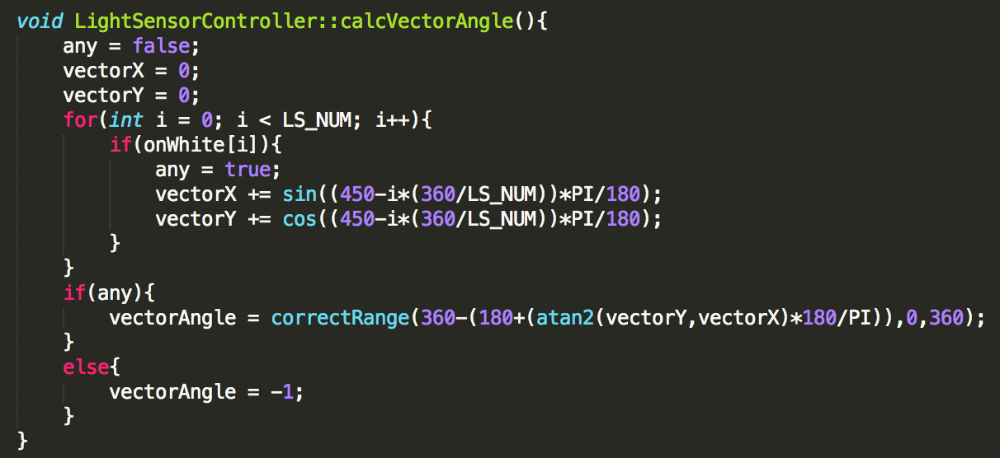 void LightSensorController::calcVectorAngle(){
    any = false;
    vectorX = 0;
    vectorY = 0;
    for(int i = 0; i < LS_NUM; i++){
        if(onWhite[i]){
            any = true;
            vectorX += sin((450-i*(360/LS_NUM))*PI/180);
            vectorY += cos((450-i*(360/LS_NUM))*PI/180);
        }
    }
    if(any){
        vectorAngle = correctRange(360-(180+(atan2(vectorY,vectorX)*180/PI)),0,360);
    }
    else{
        vectorAngle = -1;
    }
}